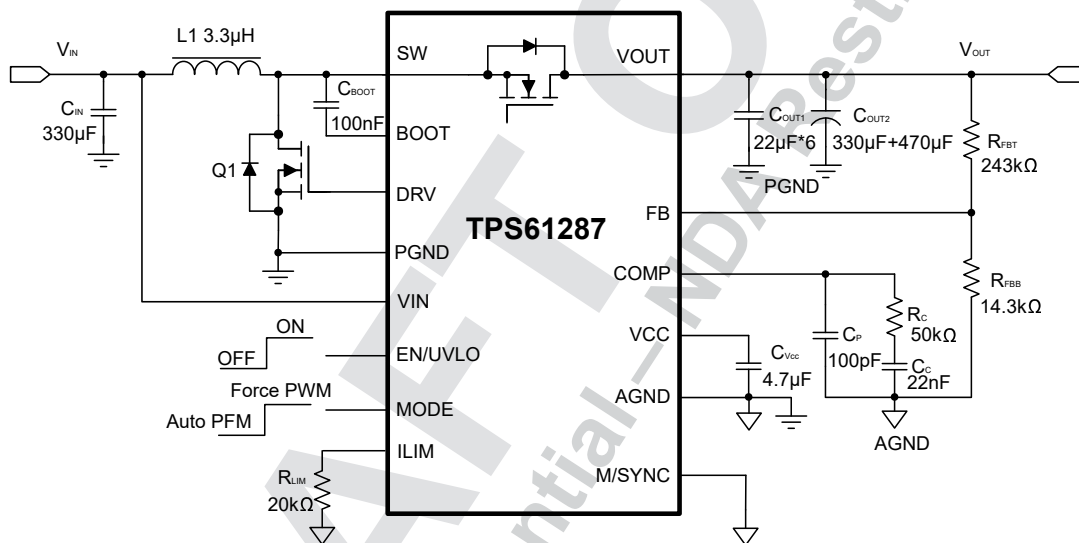 L1 3.3µH
VIN
CIN
330µF
CBOOT
100nF
Q1
SW
BOOT
DRV
PGND
VIN
EN/UVLO
MODE
ILIM
ON
OFF
Force PWM
Auto PFM
RLIM
20kΩ
TPS61287
VOUT
FB
COMP
VCC
AGND
M/SYNC
COUT1
22µF*6
PGND
COUT2
330µF+470µF
VOUT
RFBT
243kΩ
RFBB
14.3kΩ
RC
50kΩ
CP
100pF
CC
22nF
CVcc
4.7µF
AGND